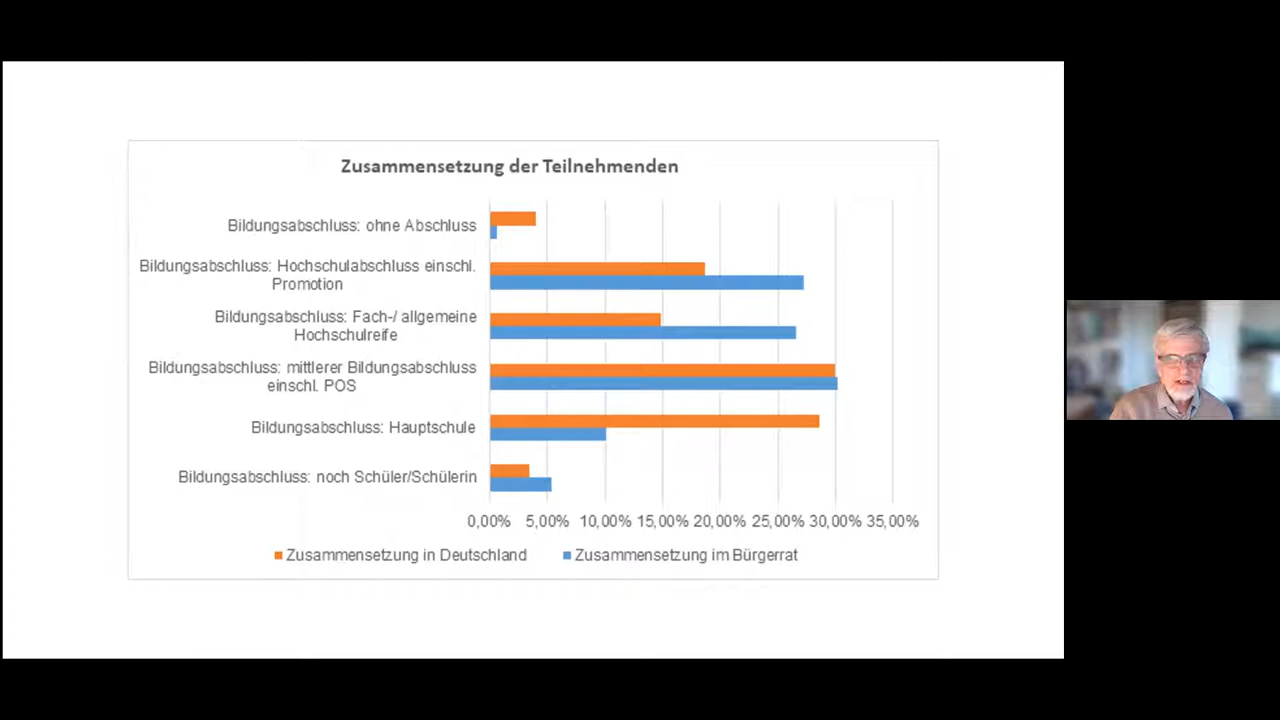 Zusammensetzung der Teilnehmenden
Bildungsabschluss: ohne Abschluss
Bildungsabschluss: Hochschulabschluss einschl.
Promotion
Bildungsabschluss: Fach-/ allgemeine
Hochschulreife
Bildungsabschluss: mittlerer Bildungsabschluss
einschl. POS
Bildungsabschluss: Hauptschule
Bildungsabschluss: noch Schüler/Schülerin
0,00% 5,00% 10,00% 15,00% 20,00% 25,00% 30,00% 35,00%
Zusammensetzung in Deutschland Zusammensetzung im Bürgerrat